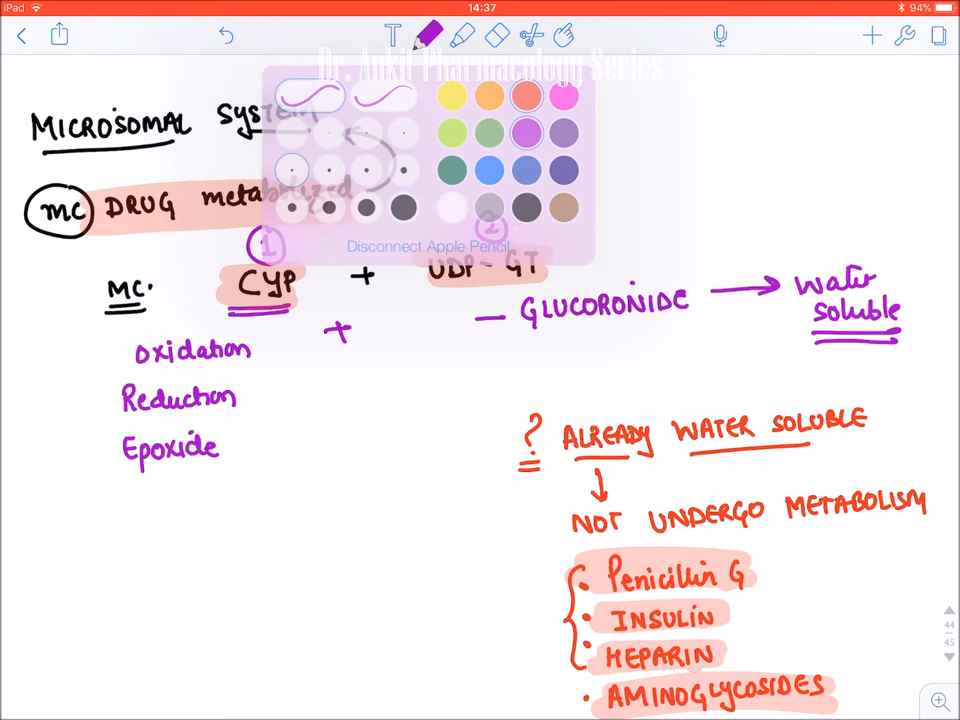 iPad 14:37 94%
T
Dr. Ankit Pharmacology Series
MICROSOMAL SYSTEM
MC DRUG metabolized
Disconnect Apple Pencil
1 2
MC. CYP + UDP-GT
+ – GLUCORONIDE → Water soluble
Oxidation
Reduction
Epoxide
? ALREADY WATER SOLUBLE
↓
NOT UNDERGO METABOLISM
• Penicillin G
• INSULIN
• HEPARIN
• AMINOGLYCOSIDES
44
45